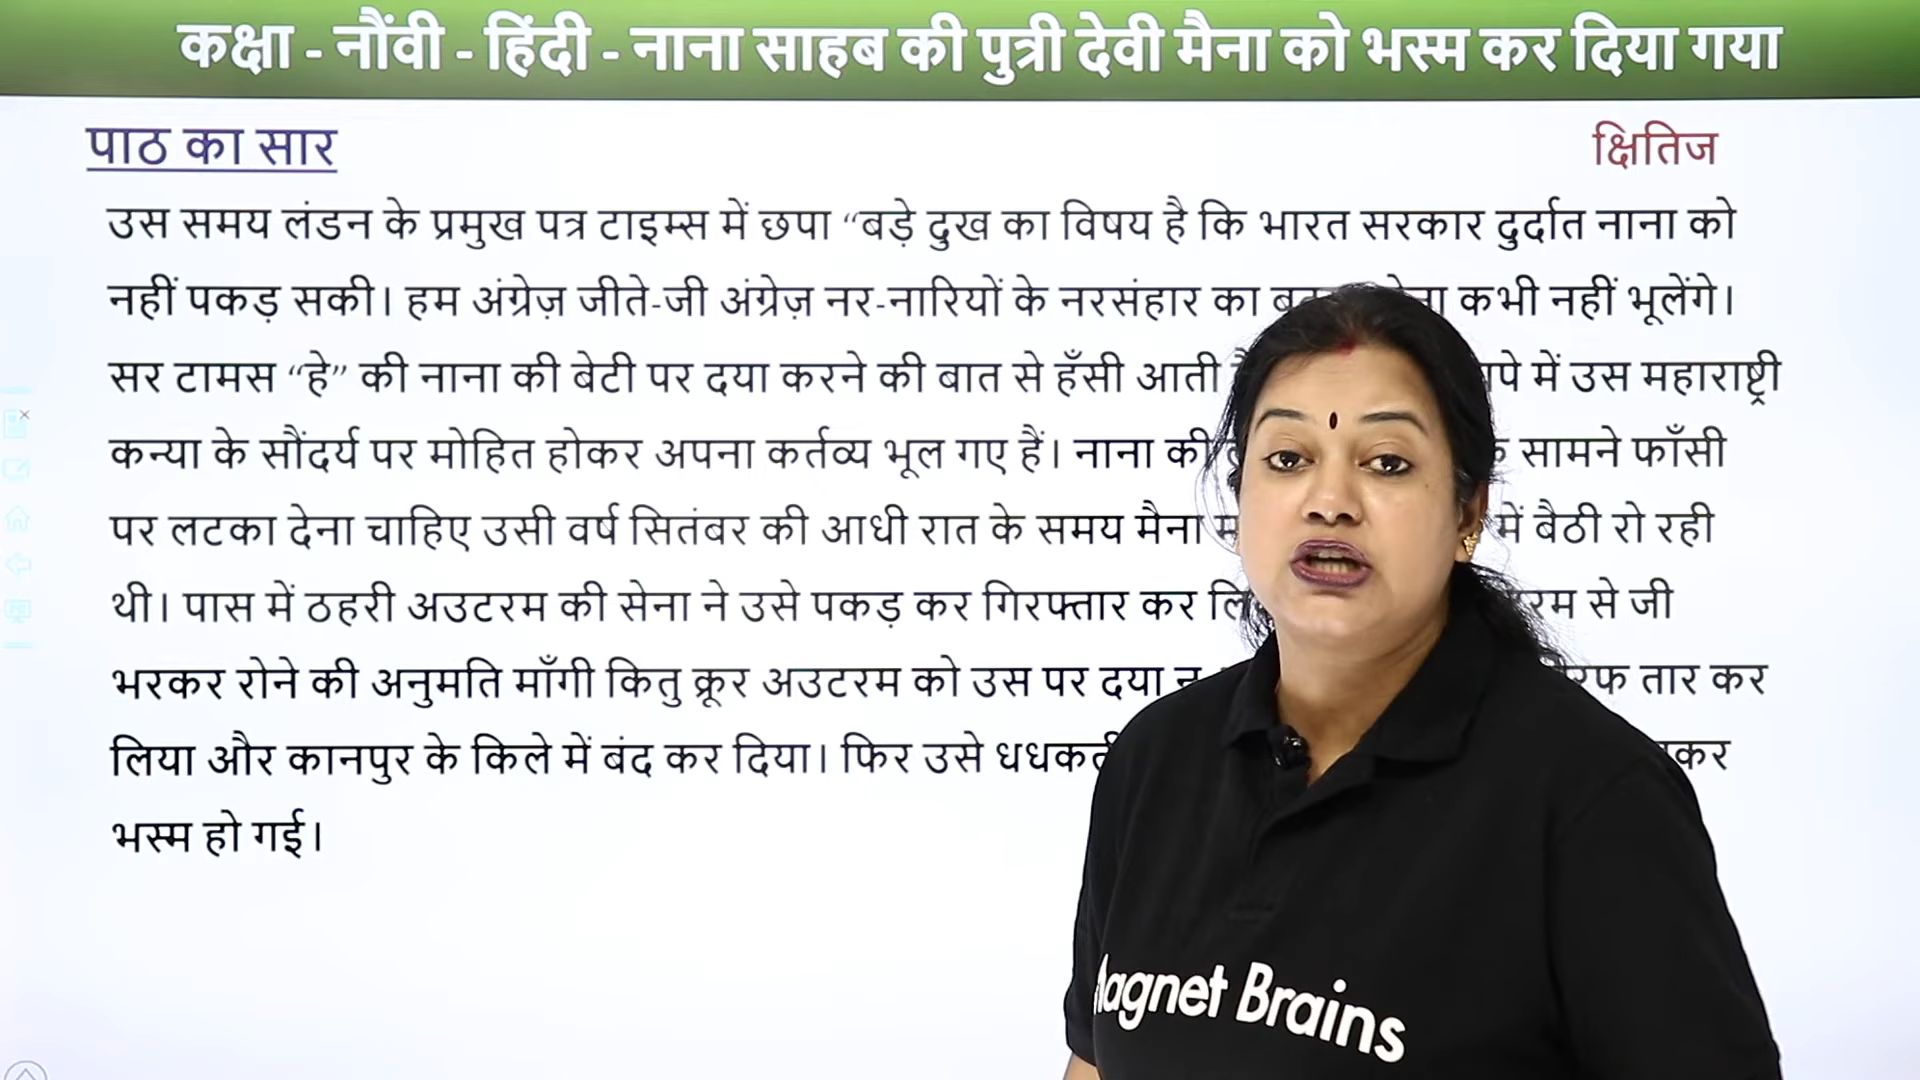 कक्षा - नौंवी - हिंदी - नाना साहब की पुत्री देवी मैना को भस्म कर दिया गया
पाठ का सार
क्षितिज
उस समय लंडन के प्रमुख पत्र टाइम्स में छपा “बड़े दुख का विषय है कि भारत सरकार दुर्दात नाना को
नहीं पकड़ सकी। हम अंग्रेज़ जीते-जी अंग्रेज़ नर-नारियों के नरसंहार का कभी नहीं भूलेंगे।
सर टामस “हे” की नाना की बेटी पर दया करने की बात से हँसी आती में उस महाराष्ट्री
कन्या के सौंदर्य पर मोहित होकर अपना कर्तव्य भूल गए हैं। नाना की सामने फाँसी
पर लटका देना चाहिए उसी वर्ष सितंबर की आधी रात के समय मैना में बैठी रो रही
थी। पास में ठहरी अउटरम की सेना ने उसे पकड़ कर गिरफ्तार कर से जी
भरकर रोने की अनुमति माँगी कितु क्रूर अउटरम को उस पर दया न तार कर
लिया और कानपुर के किले में बंद कर दिया। फिर उसे
भस्म हो गई।
Magnet Brains